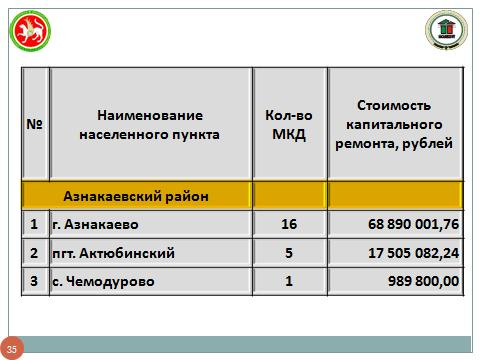 № Наименование населенного пункта Кол-во МКД Стоимость капитального ремонта, рублей
Азнакаевский район
1 г. Азнакаево 16 68 890 001,76
2 пгт. Актюбинский 5 17 505 082,24
3 с. Чемодурово 1 989 800,00
35